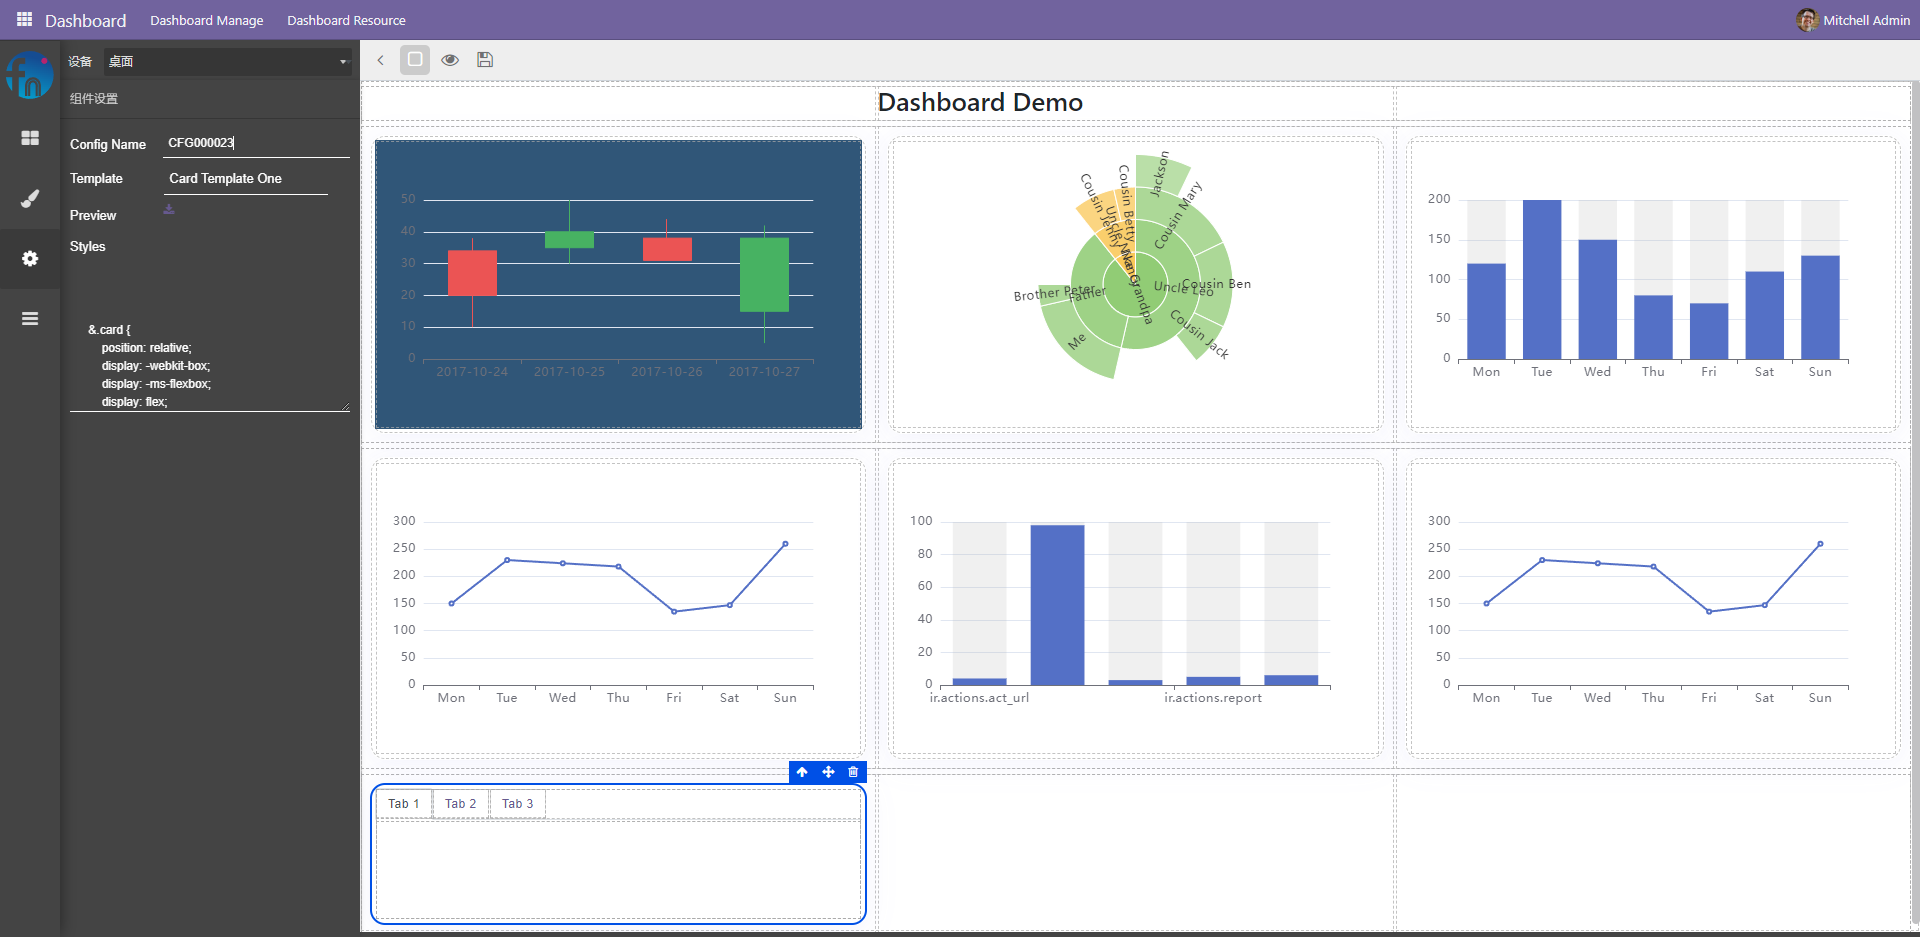 Dashboard
Dashboard Manage
Dashboard Resource
Mitchell Admin
fn
设备
桌面
组件设置
Config Name
CFG000023
Template
Card Template One
Preview
Styles
&.card {
position: relative;
display: -webkit-box;
display: -ms-flexbox;
display: flex;
Dashboard Demo
50
40
30
20
10
0
2017-10-24
2017-10-25
2017-10-26
2017-10-27
Jackson
Cousin Mary
Cousin Betty
Cousin Jenny
Uncle Nike
Nancy
Grandpa
Uncle Leo
Cousin Ben
Cousin Jack
Brother Peter
Father
Me
200
150
100
50
0
Mon
Tue
Wed
Thu
Fri
Sat
Sun
300
250
200
150
100
50
0
Mon
Tue
Wed
Thu
Fri
Sat
Sun
100
80
60
40
20
0
ir.actions.act_url
ir.actions.report
300
250
200
150
100
50
0
Mon
Tue
Wed
Thu
Fri
Sat
Sun
Tab 1
Tab 2
Tab 3